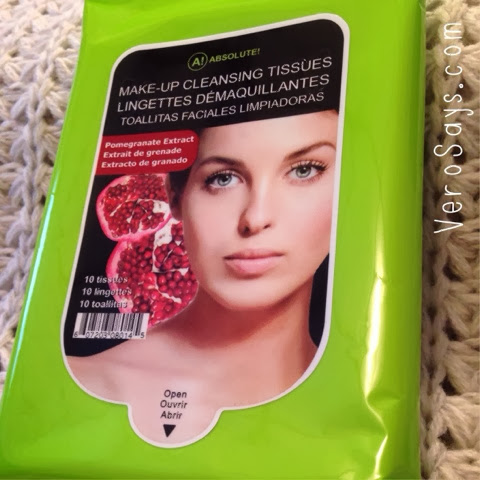 A! ABSOLUTE!
MAKE-UP CLEANSING TISSÙES
LINGETTES DÉMAQUILLANTES
TOALLITAS FACIALES LIMPIADORAS
Pomegranate Extract
Extrait de grenade
Extracto de granado
10 tissues
10 lingettes
10 toallitas
Open
Ouvrir
Abrir
VeroSays.com